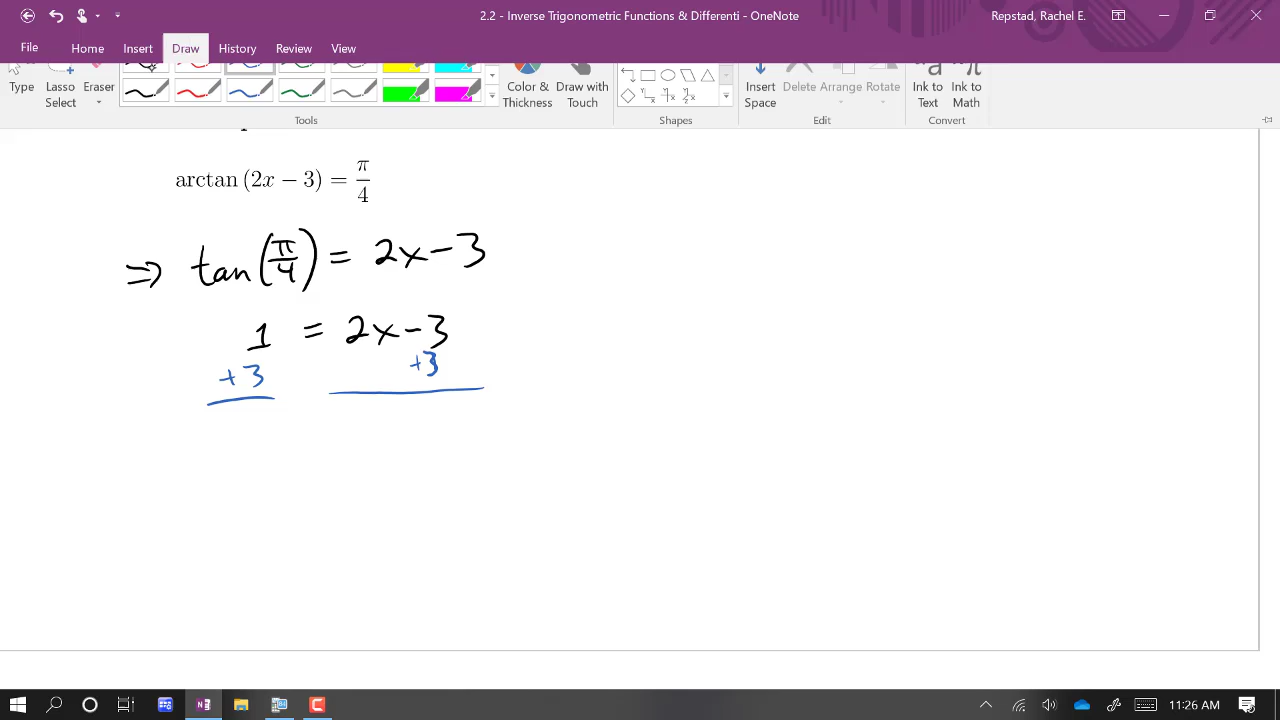 2.2 - Inverse Trigonometric Functions & Differenti - OneNote
Repstad, Rachel E.
File Home Insert Draw History Review View
Type Lasso Select Eraser Color & Thickness Draw with Touch Insert Space Delete Arrange Rotate Ink to Text Ink to Math
Tools Shapes Edit Convert
arctan (2x − 3) = π/4
⇒ tan(π/4) = 2x-3
1 = 2x-3
+3 +3
11:26 AM